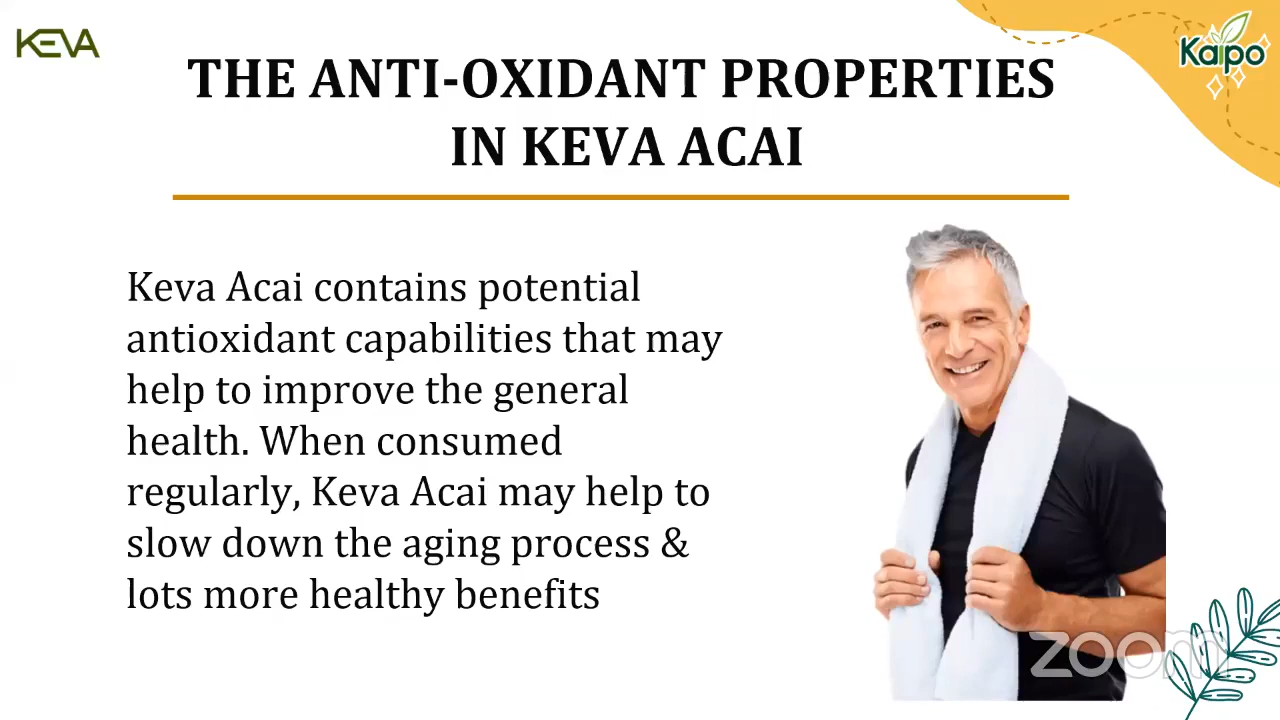 KEVA
Kaipo
THE ANTI-OXIDANT PROPERTIES
IN KEVA ACAI
Keva Acai contains potential
antioxidant capabilities that may
help to improve the general
health. When consumed
regularly, Keva Acai may help to
slow down the aging process &
lots more healthy benefits
zoom